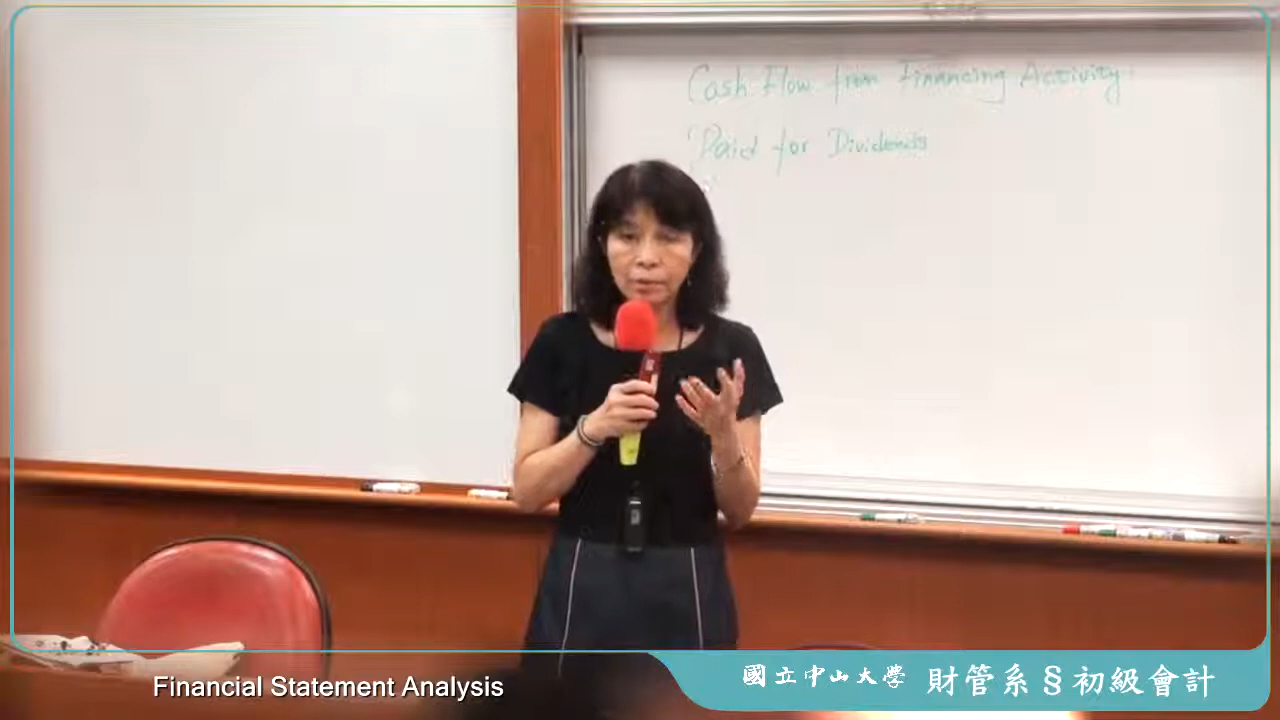 Cash Flow from Financing Activity
Paid for Dividends
Financial Statement Analysis
國立中山大學 財管系§初級會計